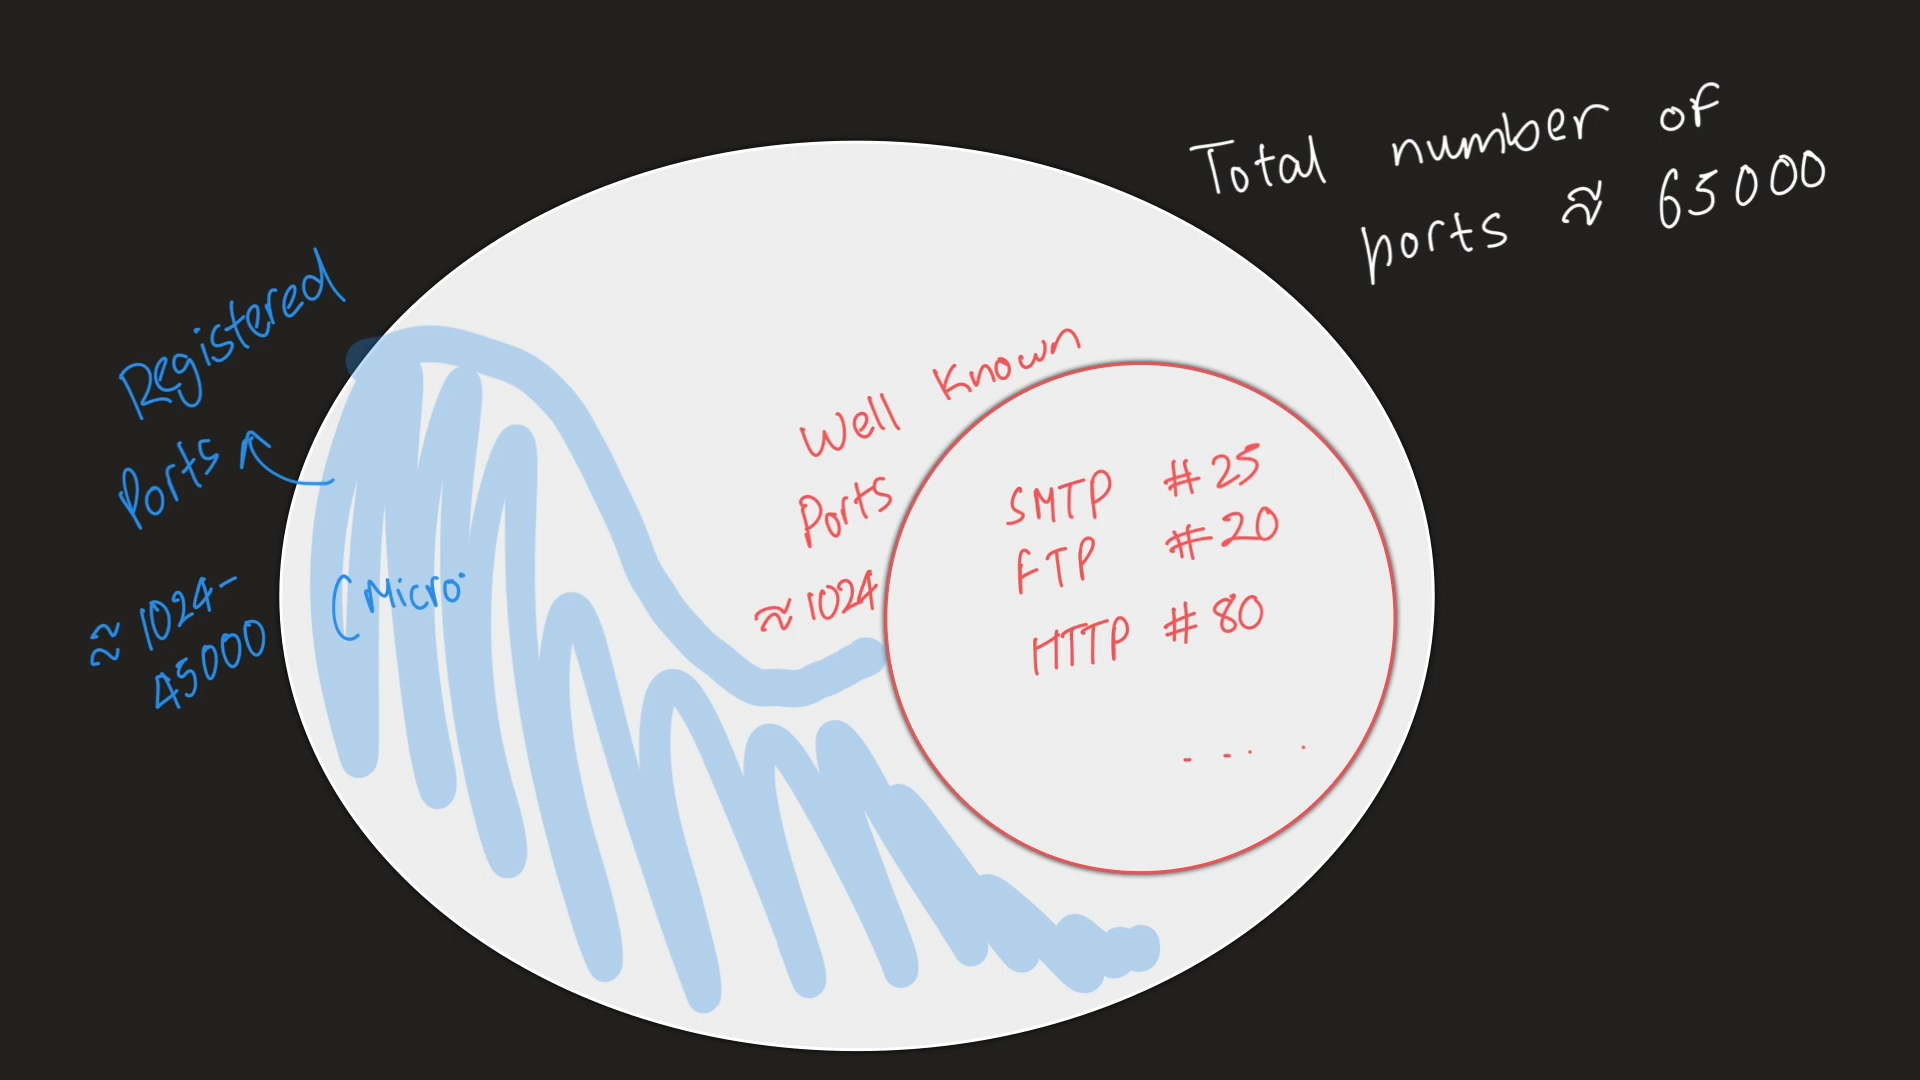 Total number of
ports ≈ 65000
Registered
Ports
≈ 1024-
45000
(Micro
Well Known
Ports
≈ 1024
SMTP # 25
FTP # 20
HTTP # 80
- - . .